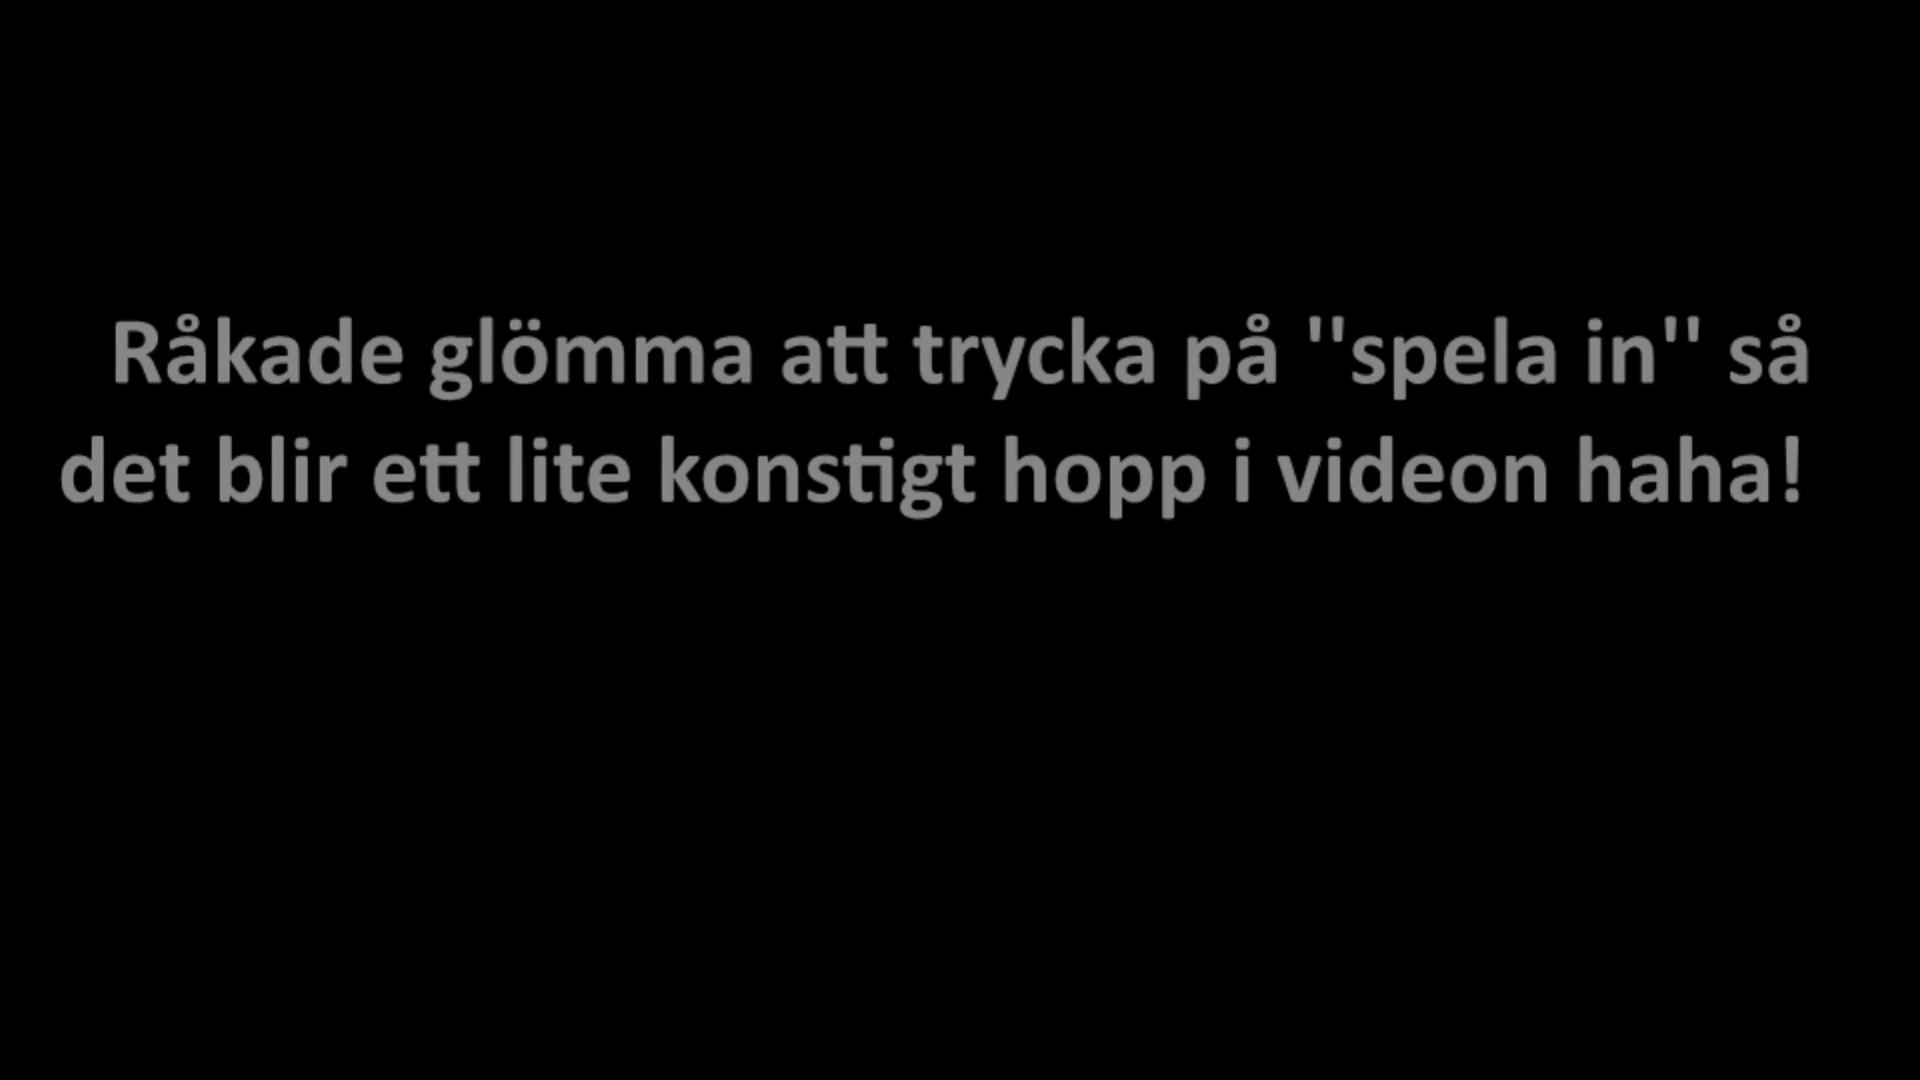 Råkade glömma att trycka på "spela in" så
det blir ett lite konstigt hopp i videon haha!